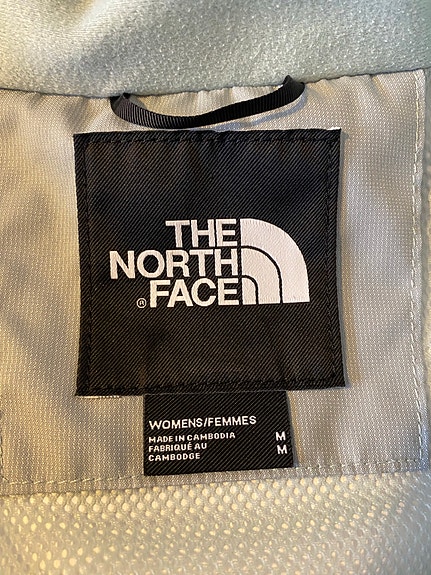 THE
NORTH
® FACE
WOMENS/FEMMES
MADE IN CAMBODIA M
FABRIQUÉ AU M
CAMBODGE